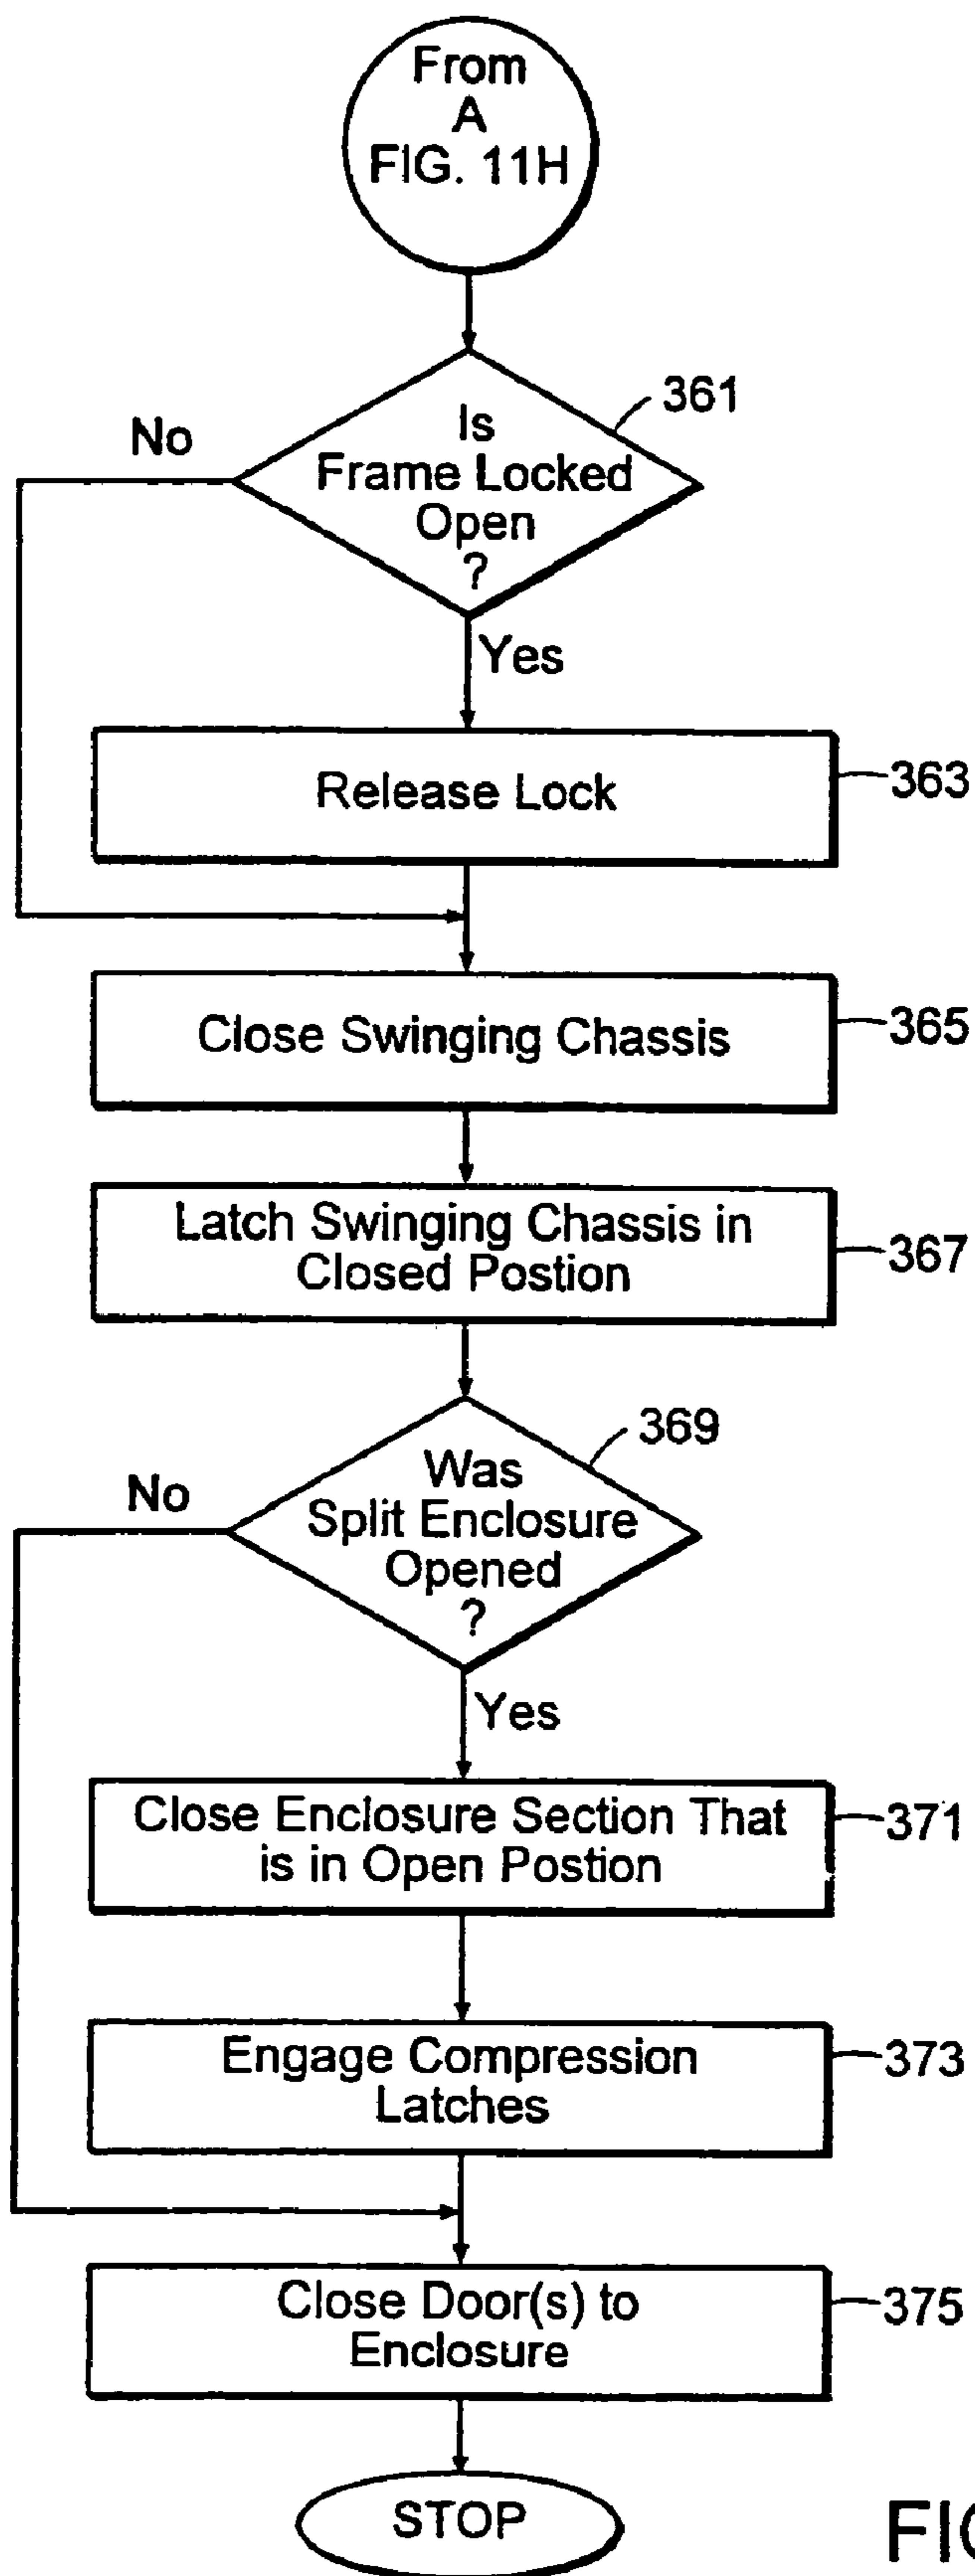 From
A
FIG. 11H
361
No
Is
Frame Locked
Open
?
Yes
Release Lock
363
Close Swinging Chassis
365
Latch Swinging Chassis in
Closed Postion
367
369
No
Was
Split Enclosure
Opened
?
Yes
Close Enclosure Section That
is in Open Postion
371
Engage Compression
Latches
373
Close Door(s) to
Enclosure
375
STOP